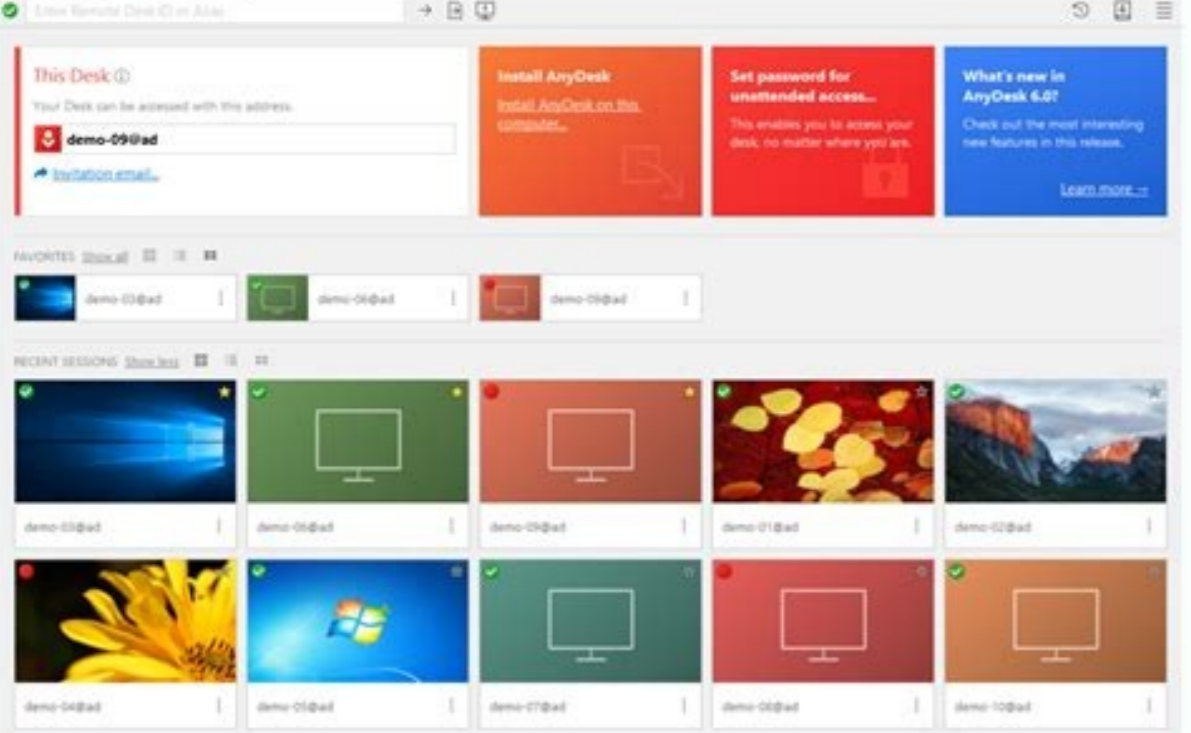 Enter Remote Desk ID or Alias
This Desk
Your Desk can be accessed with this address.
demo-09@ad
Invitation email...
Install AnyDesk
Install AnyDesk on this
computer...
Set password for
unattended access...
This enables you to access your
desk, no matter where you are.
What's new in
AnyDesk 6.0?
Check out the most interesting
new features in this release.
Learn more →
FAVORITES Show all
demo-03@ad
demo-06@ad
demo-09@ad
RECENT SESSIONS Show less
demo-03@ad
demo-06@ad
demo-09@ad
demo-01@ad
demo-02@ad
demo-04@ad
demo-05@ad
demo-07@ad
demo-08@ad
demo-10@ad